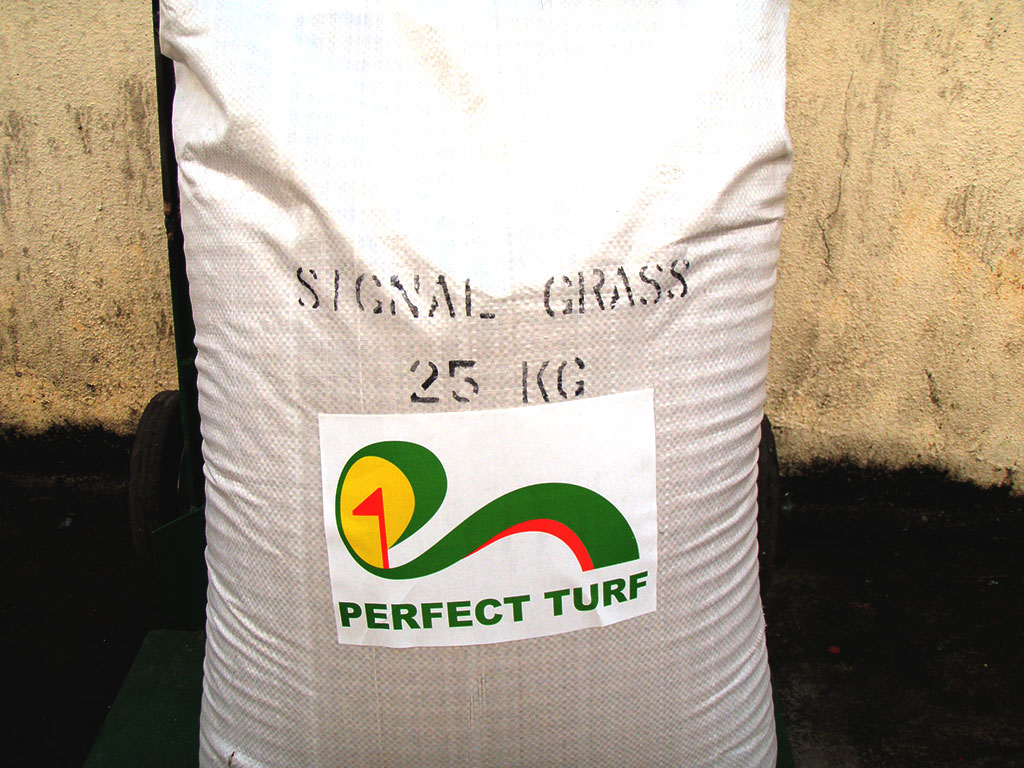 SIGNAL GRASS
25 KG
PERFECT TURF